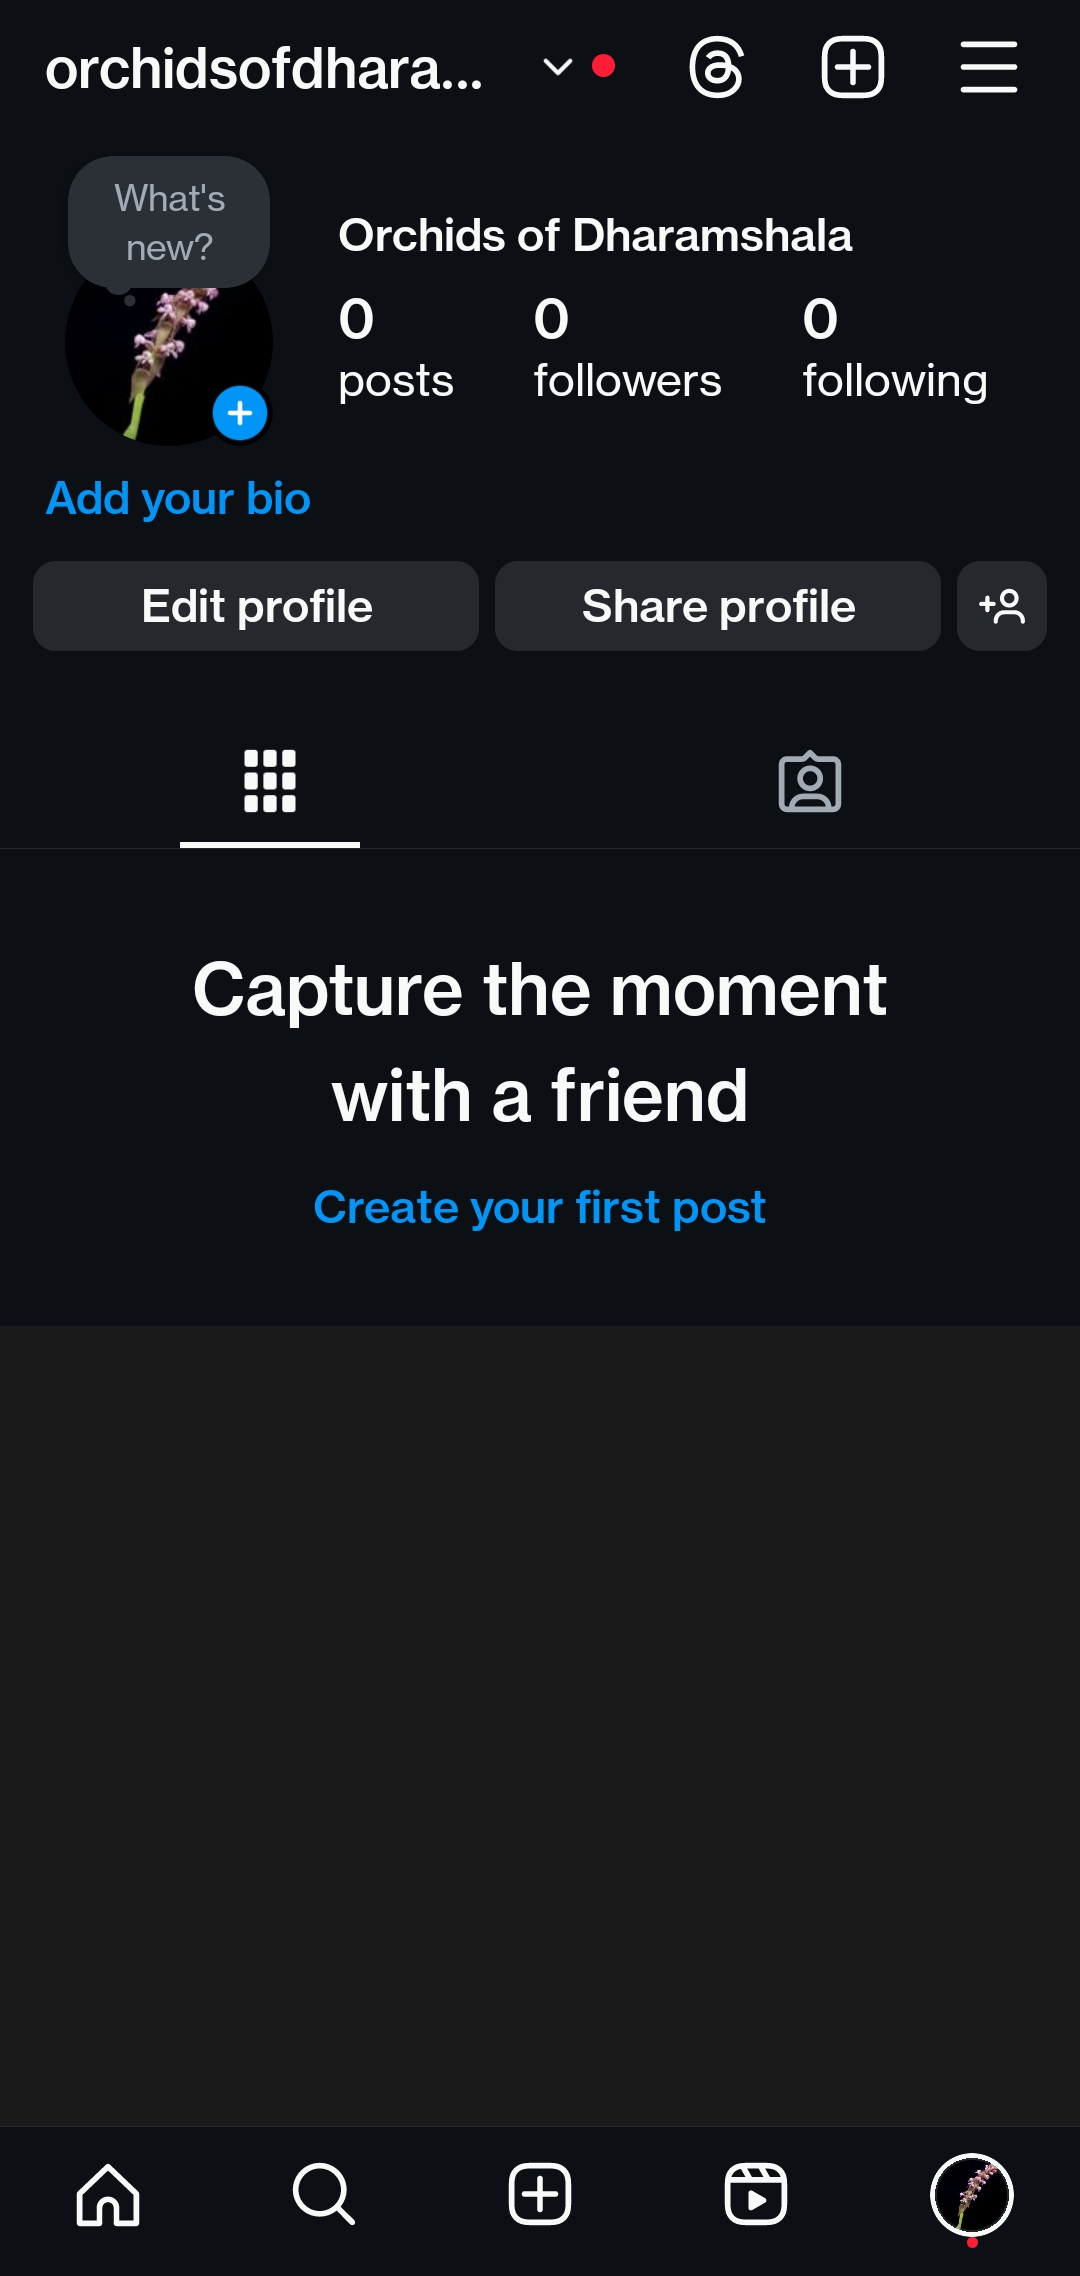 orchidsofdhara...
What's
new?
Orchids of Dharamshala
0 0 0
posts followers following
Add your bio
Edit profile Share profile
Capture the moment
with a friend
Create your first post